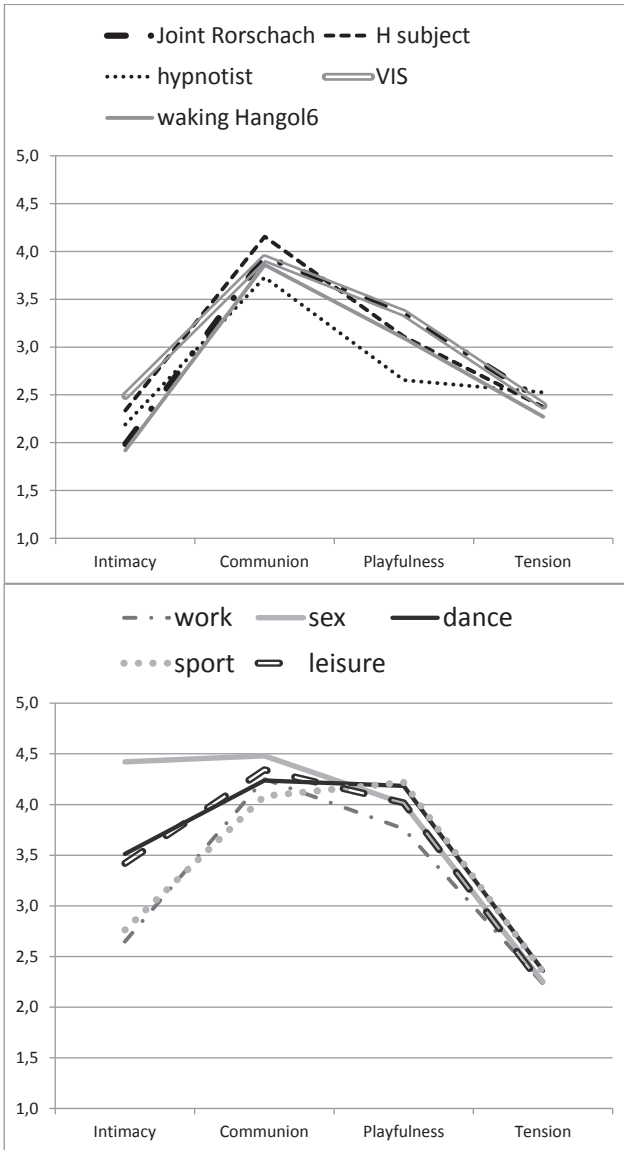 Joint Rorschach H subject
hypnotist VIS
waking Hangol6
5,0
4,5
4,0
3,5
3,0
2,5
2,0
1,5
1,0
Intimacy Communion Playfulness Tension
work sex dance
sport leisure
5,0
4,5
4,0
3,5
3,0
2,5
2,0
1,5
1,0
Intimacy Communion Playfulness Tension